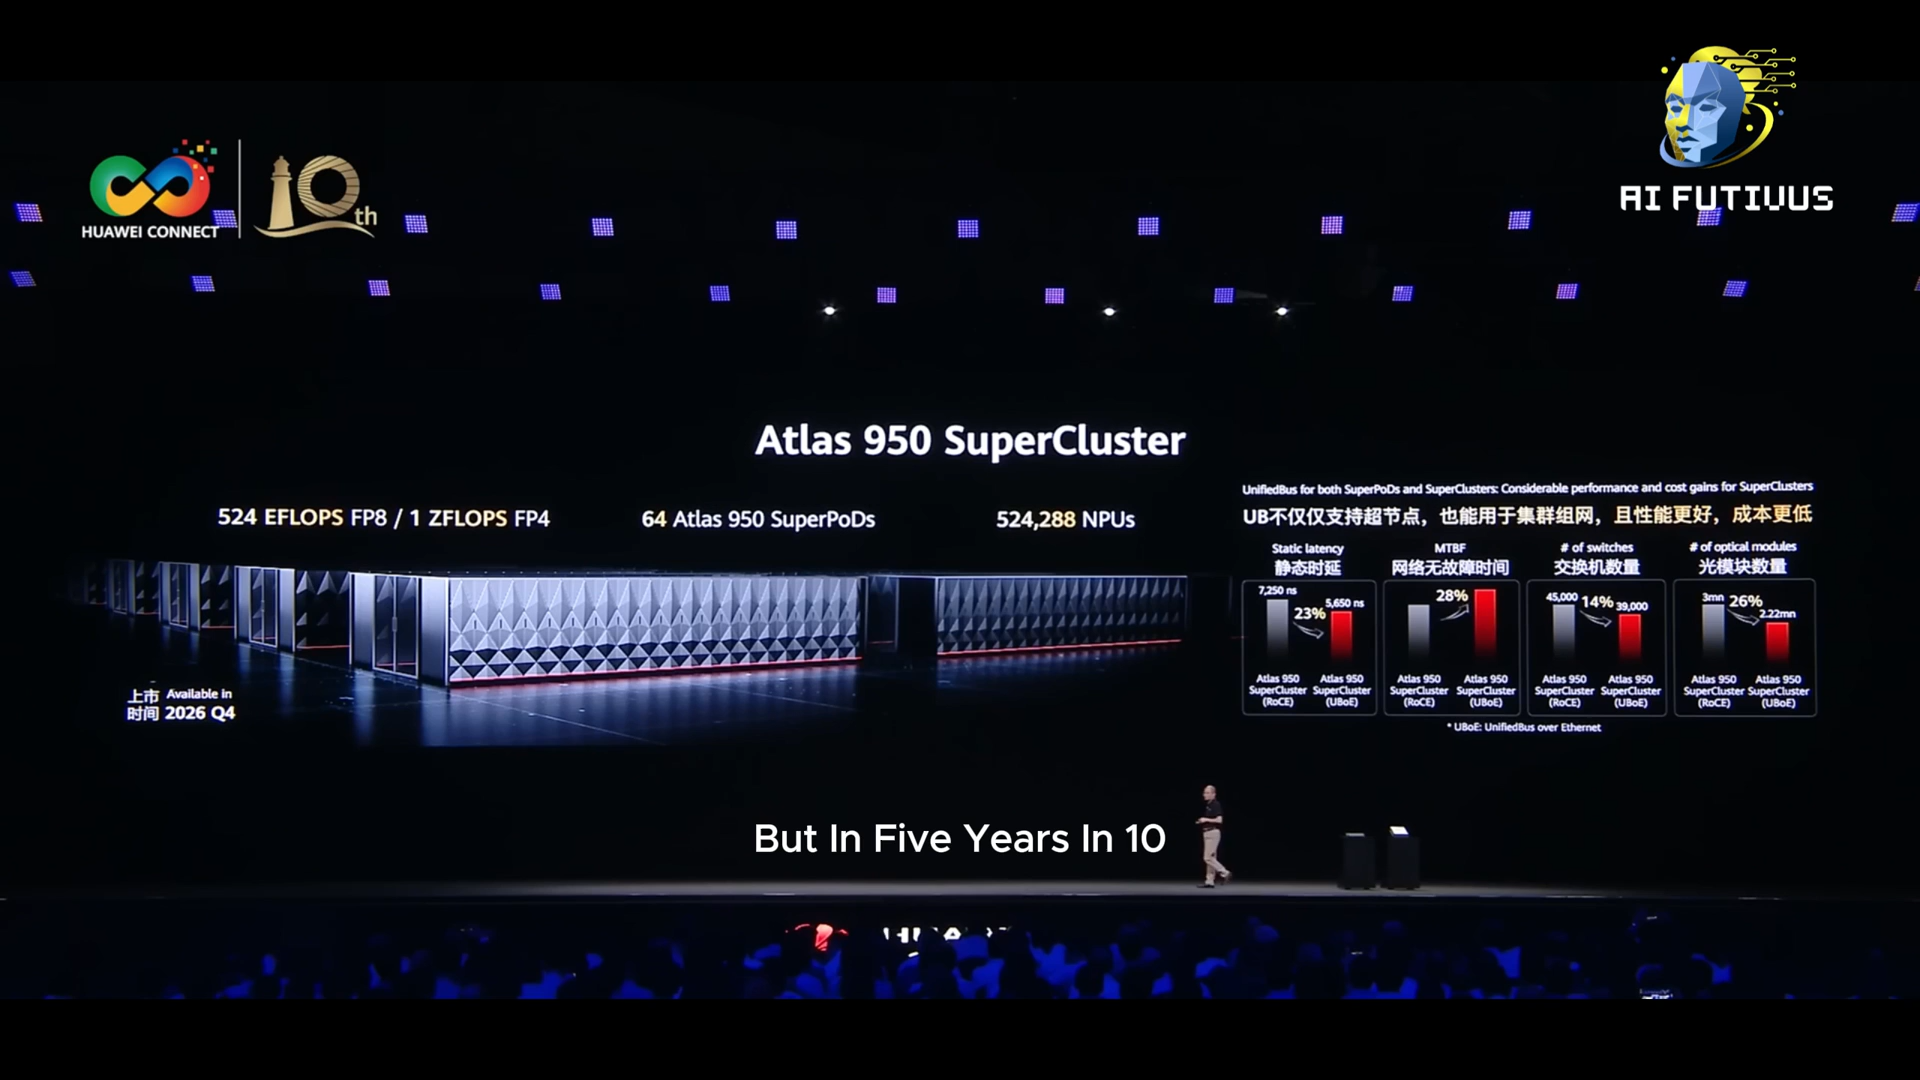 HUAWEI CONNECT
10th
AI FUTIVUS
Atlas 950 SuperCluster
524 EFLOPS FP8 / 1 ZFLOPS FP4
64 Atlas 950 SuperPoDs
524,288 NPUs
上市时间
Available in
2026 Q4
UnifiedBus for both SuperPoDs and SuperClusters: Considerable performance and cost gains for SuperClusters
UB不仅仅支持超节点，也能用于集群组网，且性能更好，成本更低
Static latency
静态时延
7,250 ns
23%
5,650 ns
Atlas 950
SuperCluster
(RoCE)
Atlas 950
SuperCluster
(UBoE)
MTBF
网络无故障时间
28%
Atlas 950
SuperCluster
(RoCE)
Atlas 950
SuperCluster
(UBoE)
# of switches
交换机数量
45,000
14%
39,000
Atlas 950
SuperCluster
(RoCE)
Atlas 950
SuperCluster
(UBoE)
# of optical modules
光模块数量
3mn
26%
2.22mn
Atlas 950
SuperCluster
(RoCE)
Atlas 950
SuperCluster
(UBoE)
* UBoE: UnifiedBus over Ethernet
But In Five Years In 10